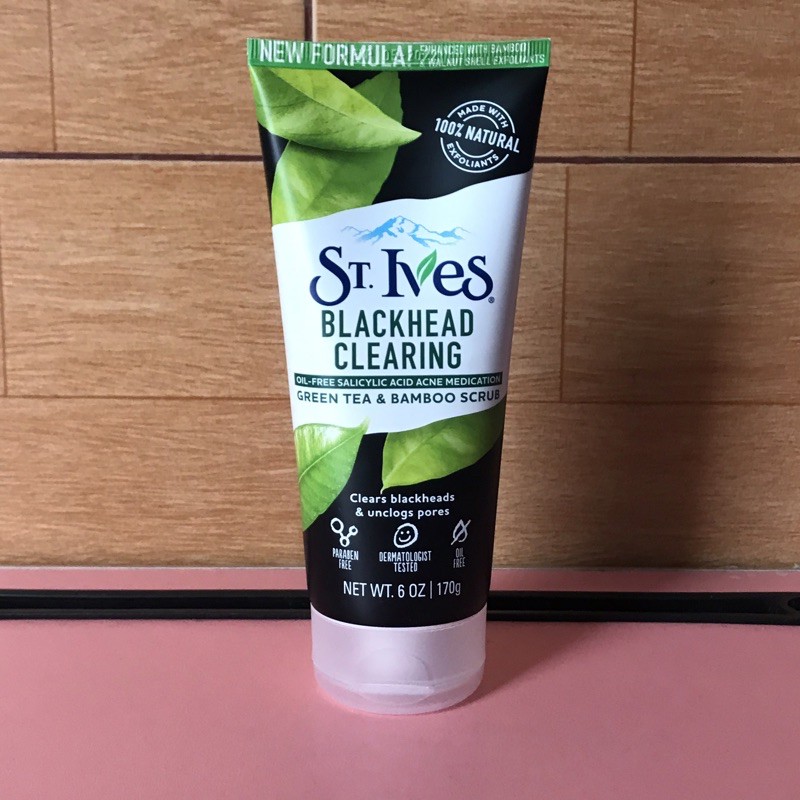 NEW FORMULA!
ENHANCED WITH BAMBOO
WALNUT SHELL EXFOLIANTS
MADE WITH
100% NATURAL
EXFOLIANTS
ST. IVES®
BLACKHEAD
CLEARING
OIL-FREE SALICYLIC ACID ACNE MEDICATION
GREEN TEA & BAMBOO SCRUB
Clears blackheads
& unclogs pores
PARABEN
FREE
DERMATOLOGIST
TESTED
OIL
FREE
NET WT. 6 OZ | 170g